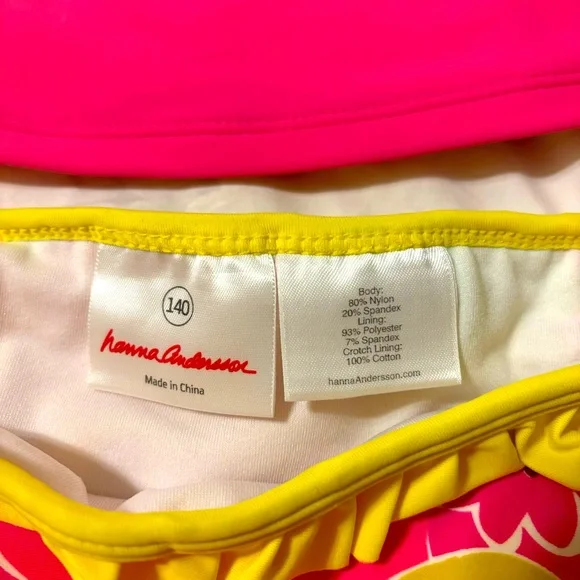 140
hanna Andersson
Made in China
Body:
80% Nylon
20% Spandex
Lining:
93% Polyester
7% Spandex
Crotch Lining:
100% Cotton
hannaAndersson.com